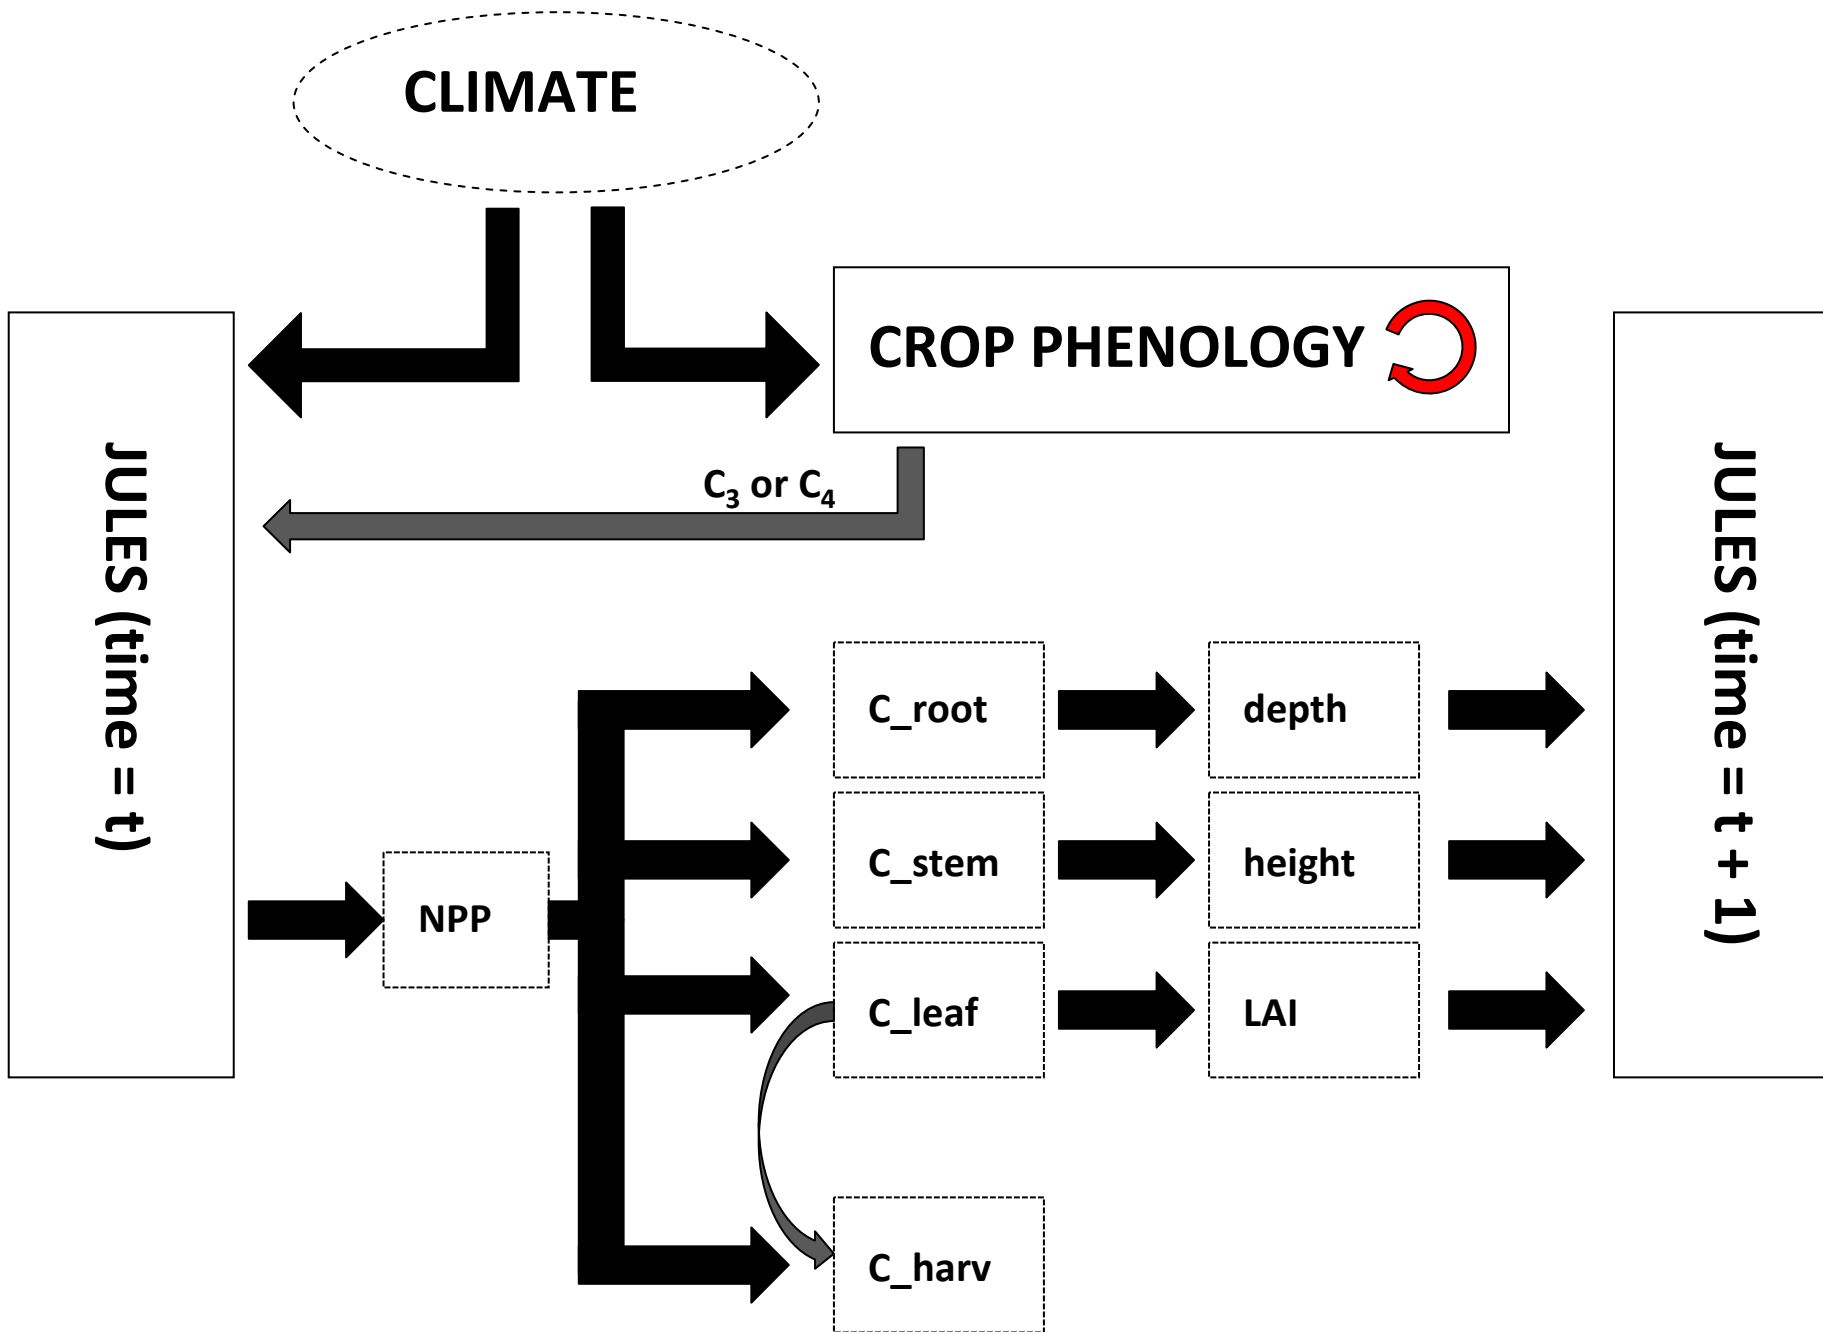 CLIMATE
CROP PHENOLOGY
C₃ or C₄
JULES (time = t)
JULES (time = t + 1)
C_root
depth
C_stem
height
NPP
C_leaf
LAI
C_harv